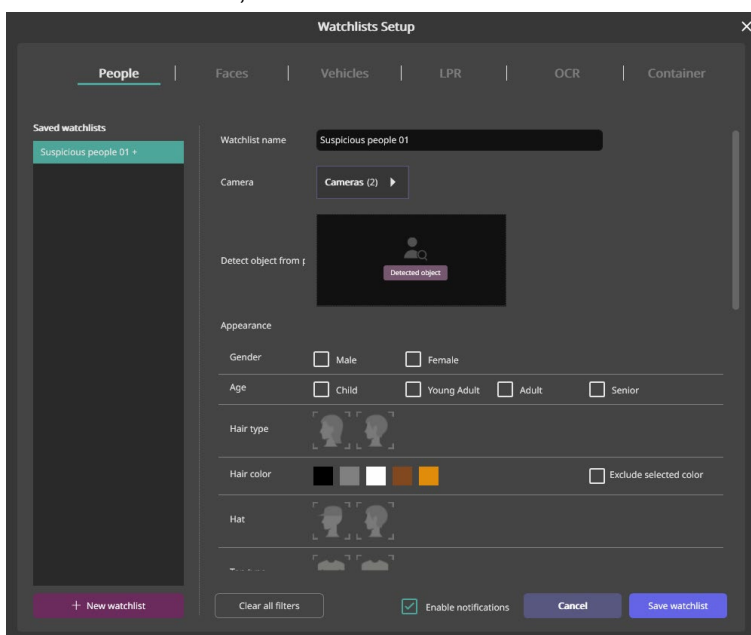 Watchlists Setup
People
Faces
Vehicles
LPR
OCR
Container
Saved watchlists
Suspicious people 01 +
Watchlist name
Suspicious people 01
Camera
Cameras (2)
Detect object from p
Detected object
Appearance
Gender
Male
Female
Age
Child
Young Adult
Adult
Senior
Hair type
Hair color
Exclude selected color
Hat
+ New watchlist
Clear all filters
Enable notifications
Cancel
Save watchlist